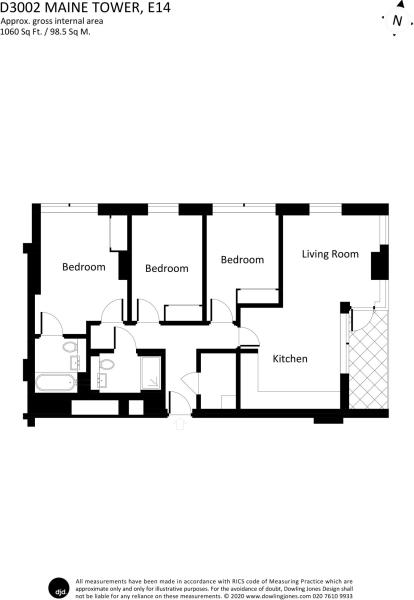 D3002 MAINE TOWER, E14
Approx. gross internal area
1060 Sq Ft. / 98.5 Sq M.
N
Bedroom
Bedroom
Bedroom
Living Room
Kitchen
djd
All measurements have been made in accordance with RICS code of Measuring Practice which are
approximate only and only for illustrative purposes. For the avoidance of doubt, Dowling Jones Design shall
not be liable for any reliance on these measurements. © 2020 www.dowlingjones.com 020 7610 9933